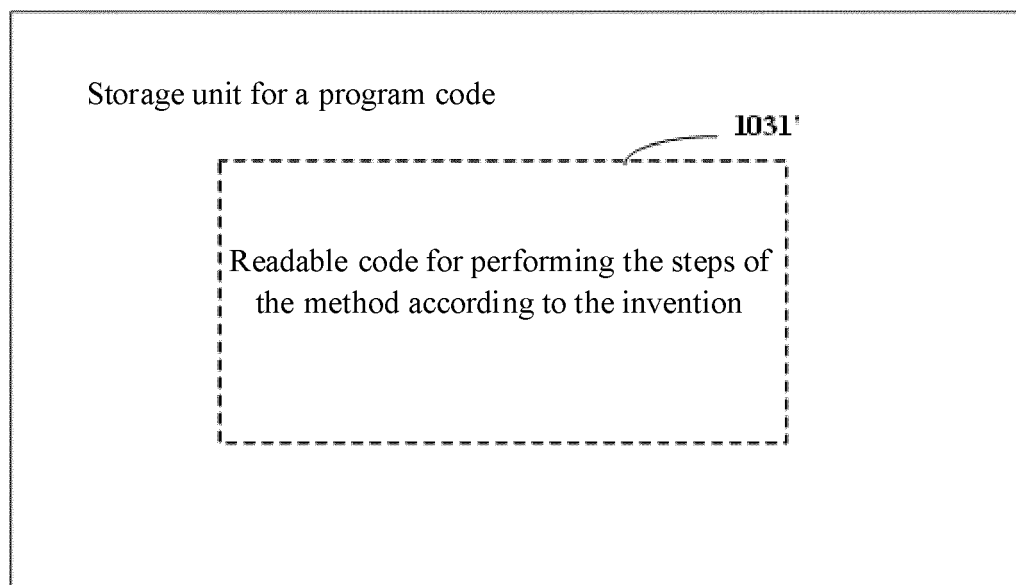 Storage unit for a program code
1031'
Readable code for performing the steps of
the method according to the invention